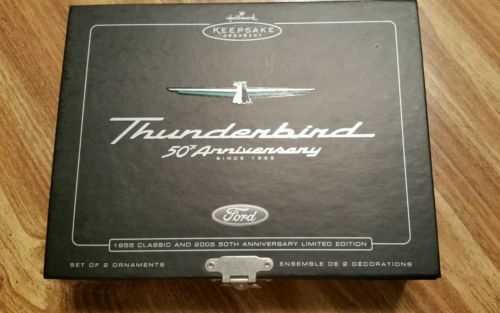 Hallmark
KEEPSAKE
ORNAMENT
Thunderbird
50th Anniversary
SINCE 1955
Ford
1955 CLASSIC AND 2005 50TH ANNIVERSARY LIMITED EDITION
SET OF 2 ORNAMENTS
ENSEMBLE DE 2 DÉCORATIONS